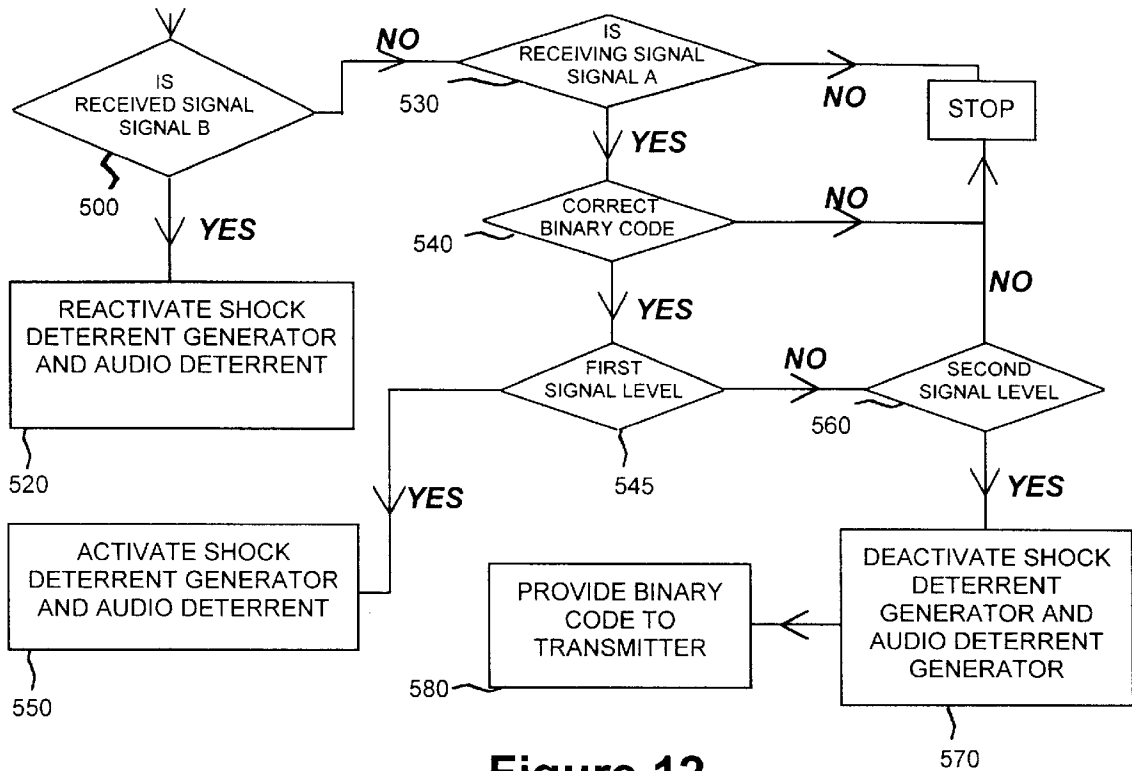 IS
RECEIVED SIGNAL
SIGNAL B
500
YES
REACTIVATE SHOCK
DETERRENT GENERATOR
AND AUDIO DETERRENT
520
NO
IS
RECEIVING SIGNAL
SIGNAL A
530
NO
STOP
YES
CORRECT
BINARY CODE
540
NO
YES
FIRST
SIGNAL LEVEL
545
NO
SECOND
SIGNAL LEVEL
560
NO
YES
ACTIVATE SHOCK
DETERRENT GENERATOR
AND AUDIO DETERRENT
550
YES
DEACTIVATE SHOCK
DETERRENT
GENERATOR AND
AUDIO DETERRENT
GENERATOR
570
PROVIDE BINARY
CODE TO
TRANSMITTER
580
Figure 12